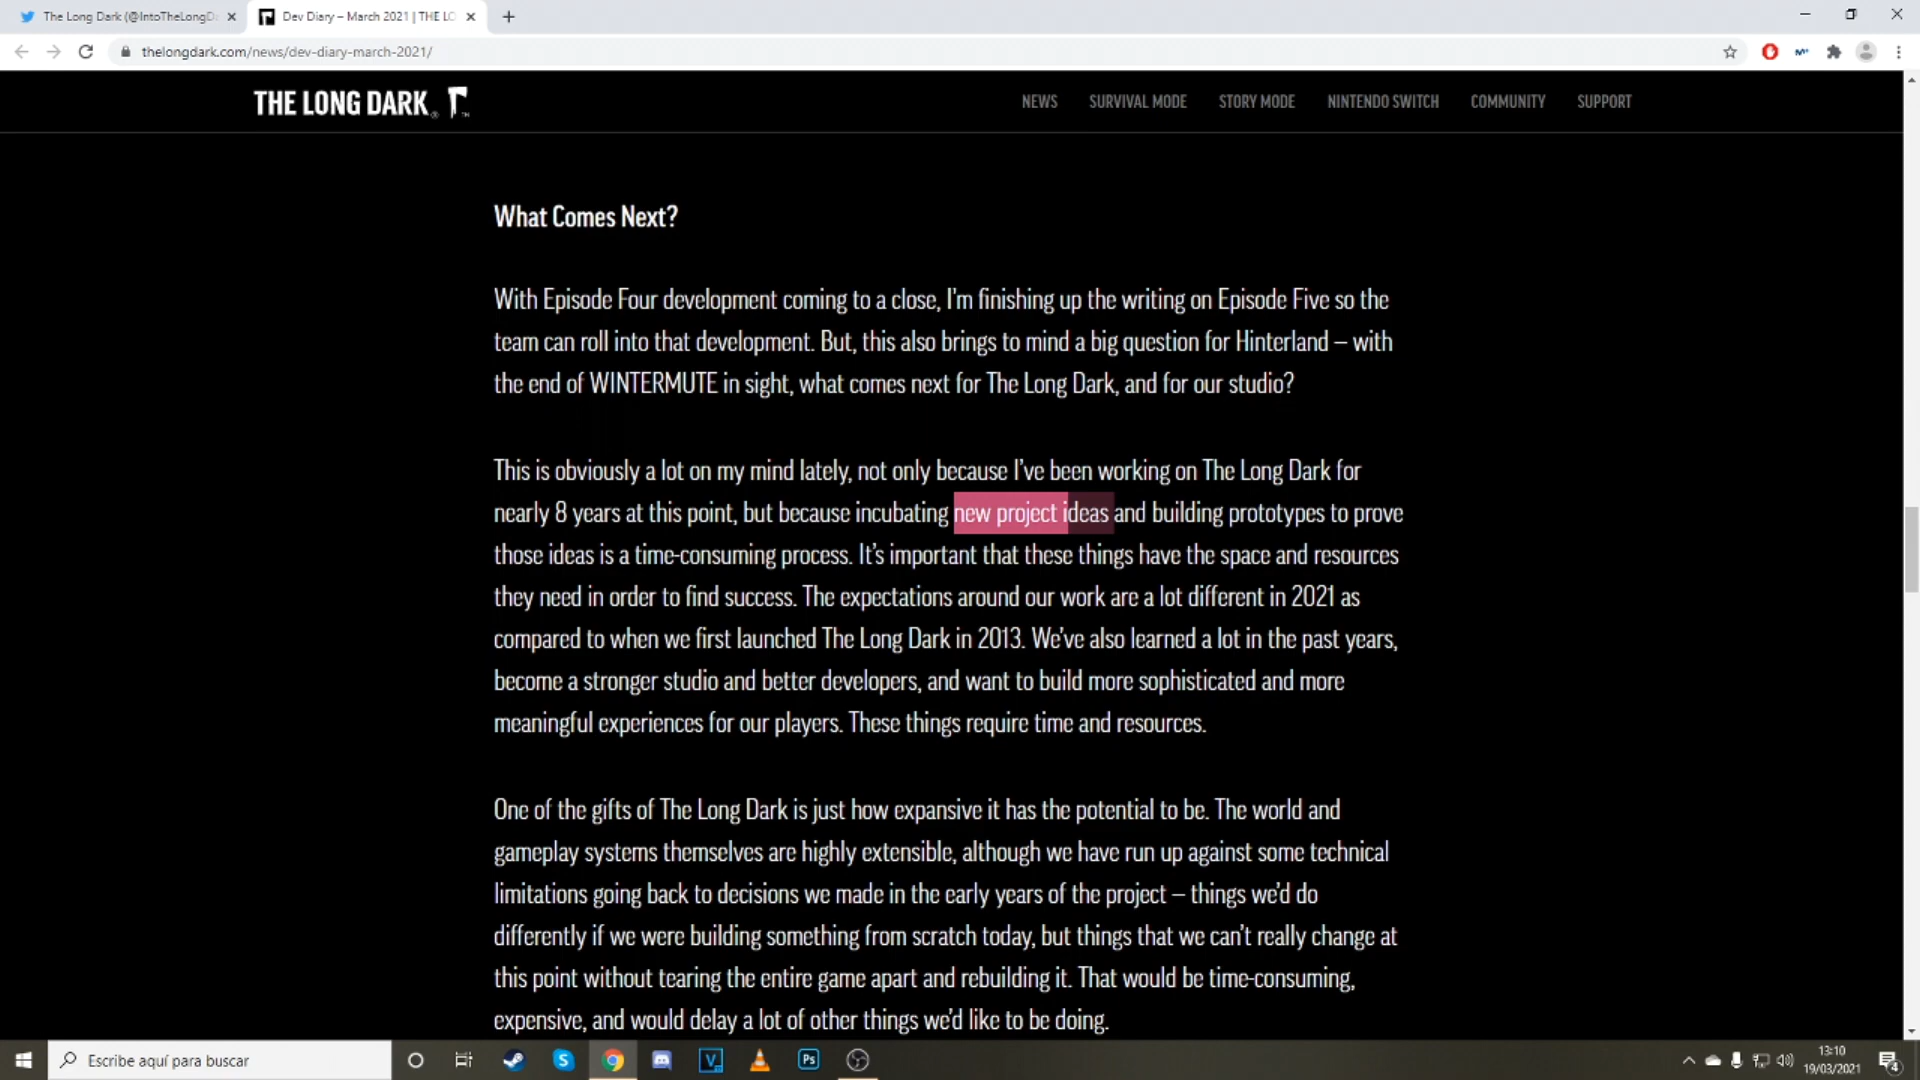 The Long Dark (@IntoTheLongD
Dev Diary – March 2021 | THE LO
thelongdark.com/news/dev-diary-march-2021/
THE LONG DARK
NEWS SURVIVAL MODE STORY MODE NINTENDO SWITCH COMMUNITY SUPPORT
What Comes Next?
With Episode Four development coming to a close, I’m finishing up the writing on Episode Five so the
team can roll into that development. But, this also brings to mind a big question for Hinterland – with
the end of WINTERMUTE in sight, what comes next for The Long Dark, and for our studio?
This is obviously a lot on my mind lately, not only because I’ve been working on The Long Dark for
nearly 8 years at this point, but because incubating new project ideas and building prototypes to prove
those ideas is a time-consuming process. It’s important that these things have the space and resources
they need in order to find success. The expectations around our work are a lot different in 2021 as
compared to when we first launched The Long Dark in 2013. We’ve also learned a lot in the past years,
become a stronger studio and better developers, and want to build more sophisticated and more
meaningful experiences for our players. These things require time and resources.
One of the gifts of The Long Dark is just how expansive it has the potential to be. The world and
gameplay systems themselves are highly extensible, although we have run up against some technical
limitations going back to decisions we made in the early years of the project – things we’d do
differently if we were building something from scratch today, but things that we can’t really change at
this point without tearing the entire game apart and rebuilding it. That would be time-consuming,
expensive, and would delay a lot of other things we’d like to be doing.
Escribe aquí para buscar
Ps
13:10
19/03/2021
4